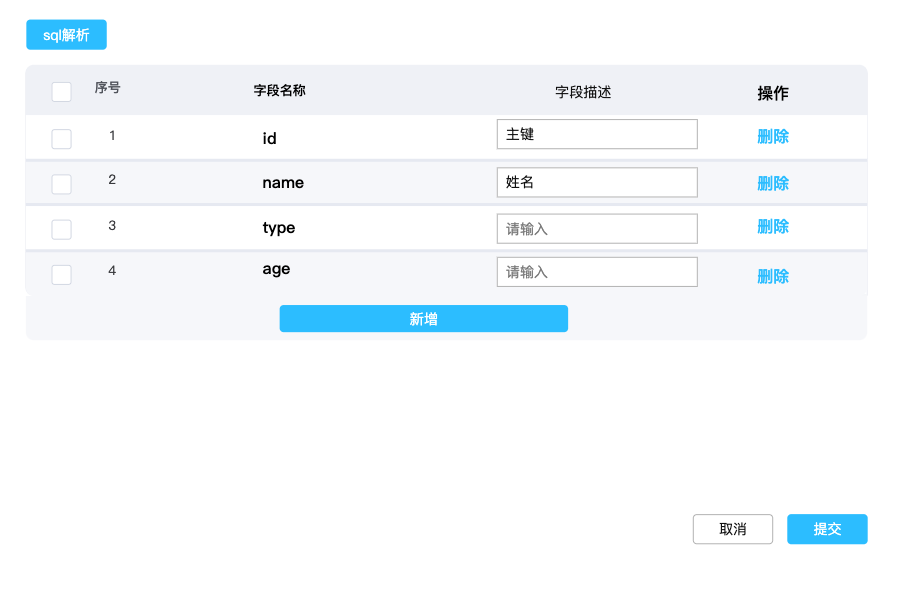 sql解析
序号 字段名称 字段描述 操作
1 id 主键 删除
2 name 姓名 删除
3 type 请输入 删除
4 age 请输入 删除
新增
取消 提交